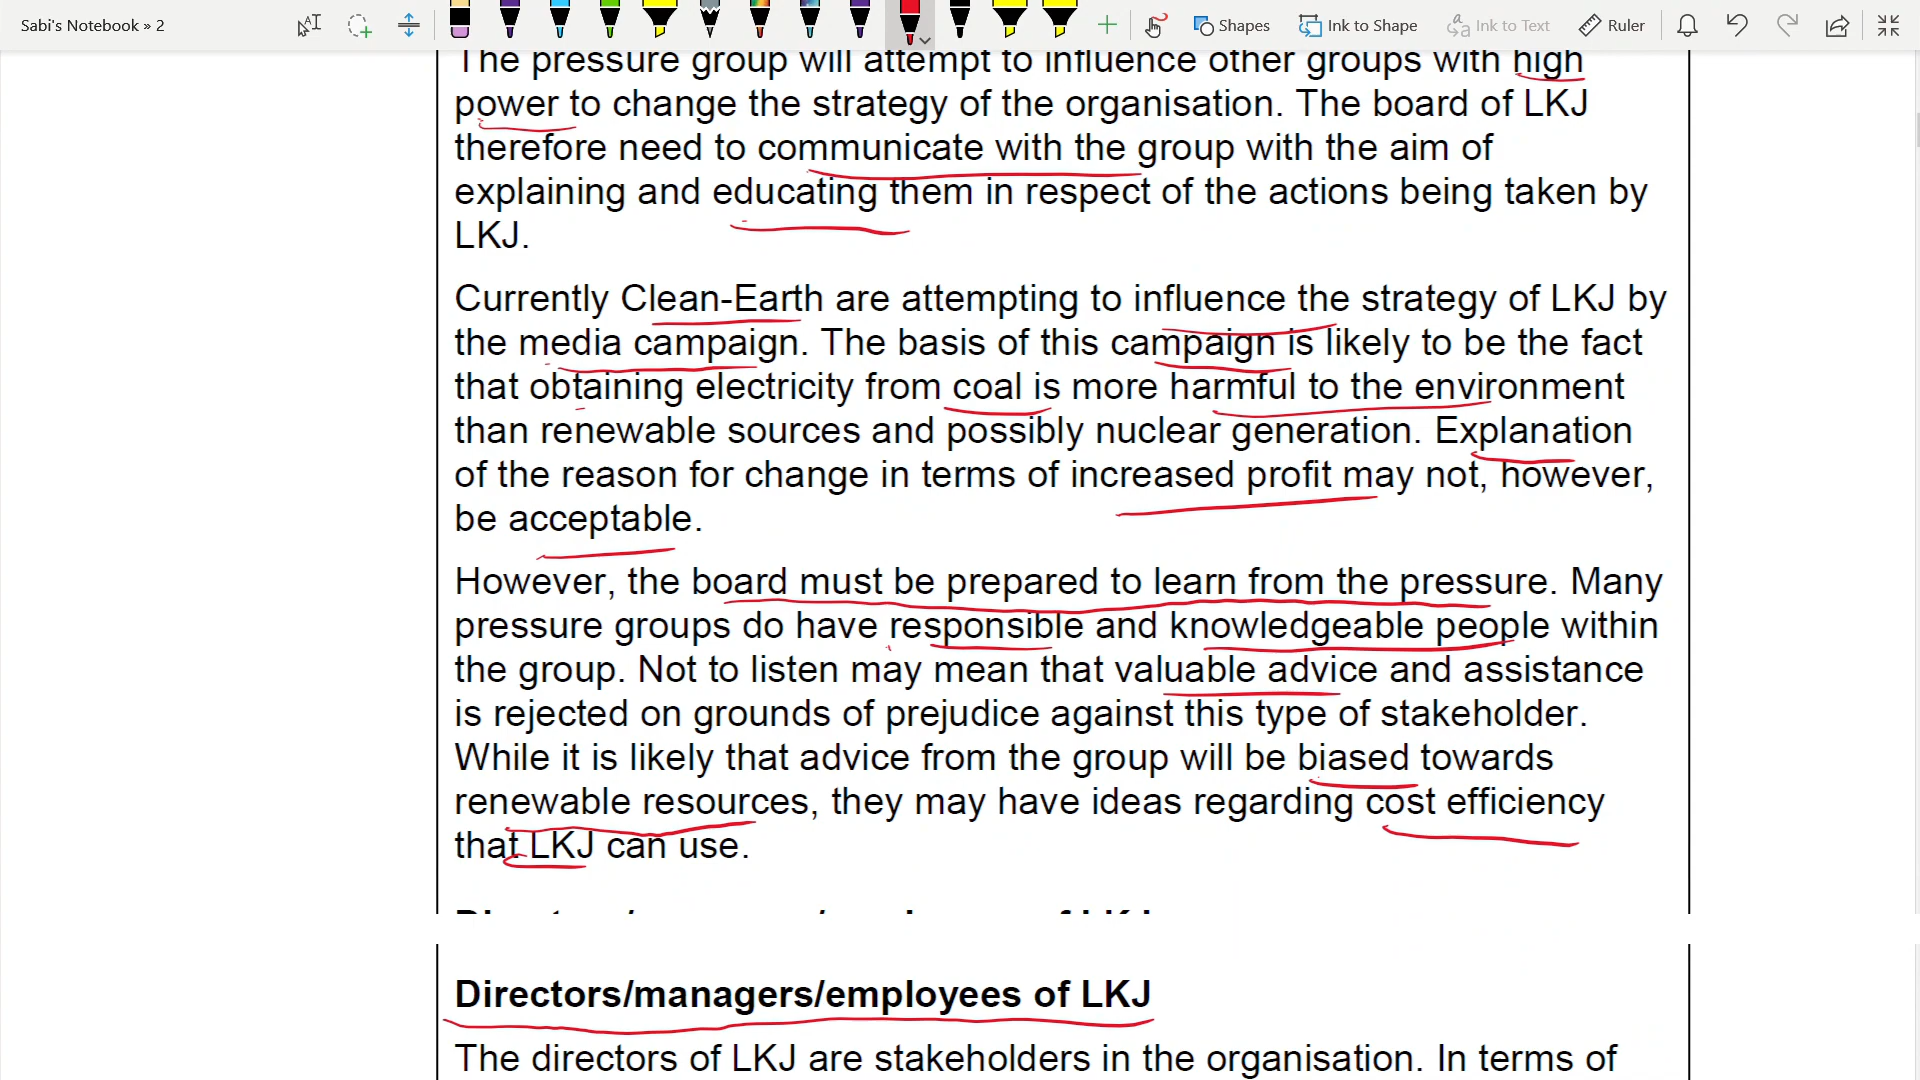 Sabi's Notebook » 2
Shapes
Ink to Shape
Ink to Text
Ruler
The pressure group will attempt to influence other groups with high
power to change the strategy of the organisation. The board of LKJ
therefore need to communicate with the group with the aim of
explaining and educating them in respect of the actions being taken by
LKJ.
Currently Clean-Earth are attempting to influence the strategy of LKJ by
the media campaign. The basis of this campaign is likely to be the fact
that obtaining electricity from coal is more harmful to the environment
than renewable sources and possibly nuclear generation. Explanation
of the reason for change in terms of increased profit may not, however,
be acceptable.
However, the board must be prepared to learn from the pressure. Many
pressure groups do have responsible and knowledgeable people within
the group. Not to listen may mean that valuable advice and assistance
is rejected on grounds of prejudice against this type of stakeholder.
While it is likely that advice from the group will be biased towards
renewable resources, they may have ideas regarding cost efficiency
that LKJ can use.
Directors/managers/employees of LKJ
The directors of LKJ are stakeholders in the organisation. In terms of